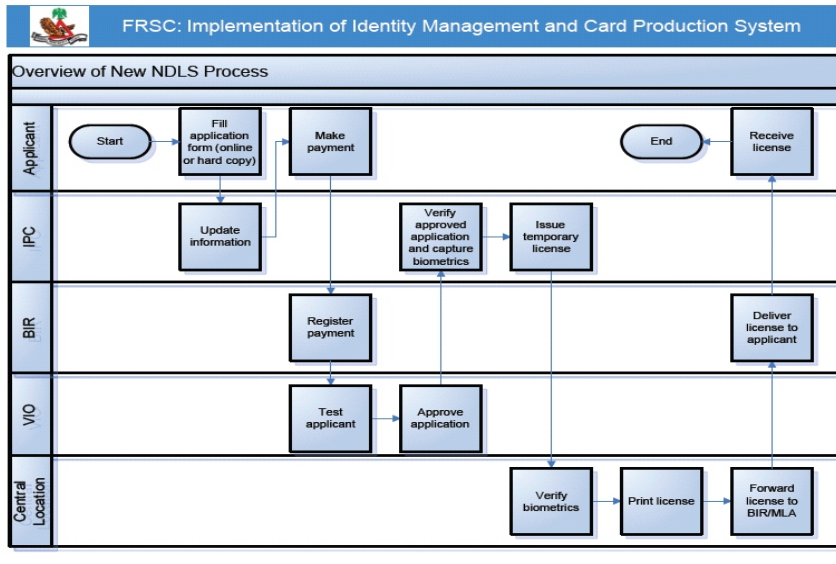 FRSC: Implementation of Identity Management and Card Production System
Overview of New NDLS Process
Applicant
Start
Fill
application
form (online
or hard copy)
Make
payment
End
Receive
license
IPC
Update
information
Verify
approved
application
and capture
biometrics
Issue
temporary
license
BIR
Register
payment
Deliver
license to
applicant
VIO
Test
applicant
Approve
application
Central
Location
Verify
biometrics
Print license
Forward
license to
BIR/MLA